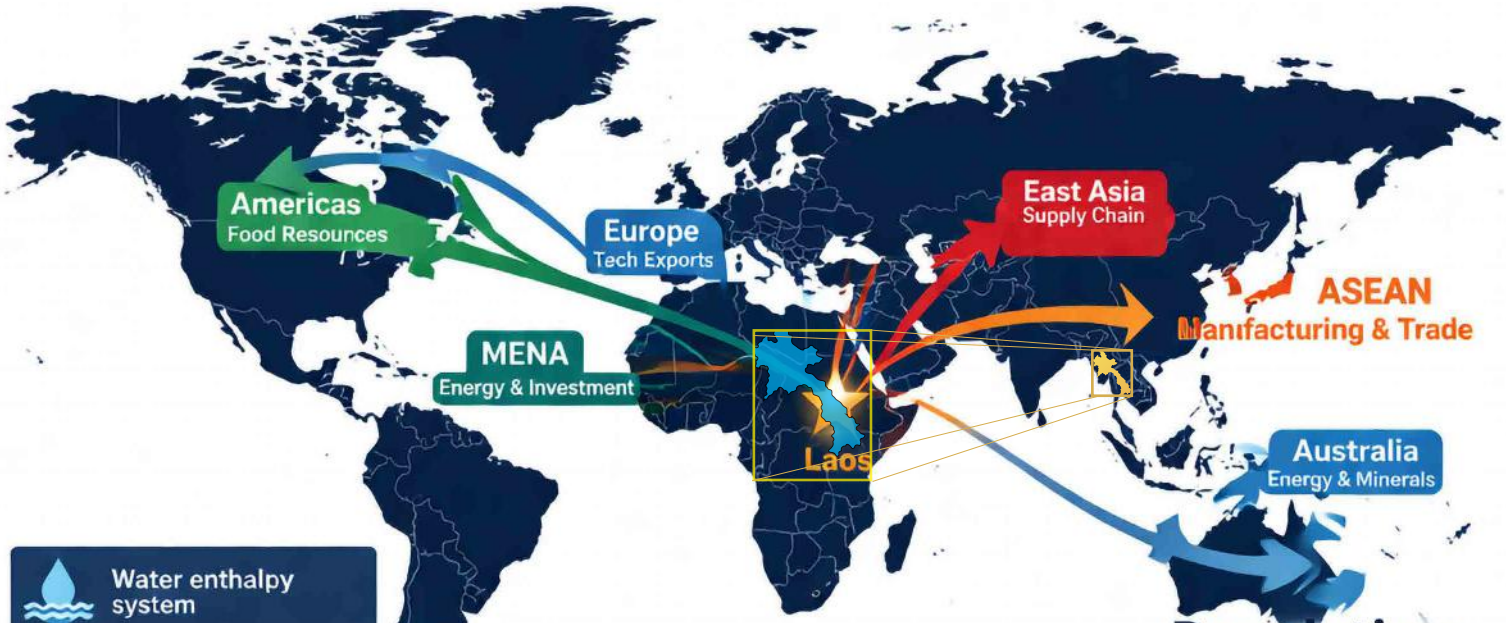 Americas
Food Resounces
Europe
Tech Exports
East Asia
Supply Chain
ASEAN
Manifacturing & Trade
MENA
Energy & Investment
Laos
Australia
Energy & Minerals
Water enthalpy
system